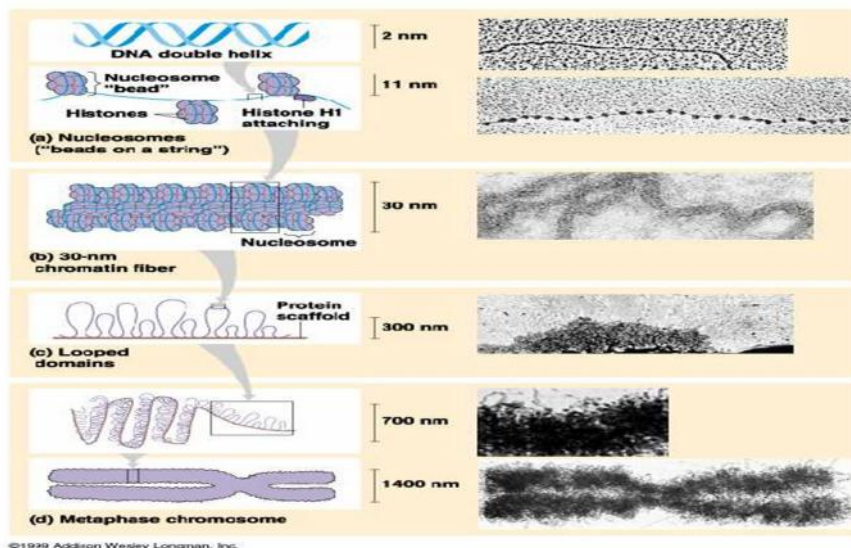 DNA double helix
2 nm
Nucleosome
"bead"
11 nm
Histones
Histone H1
attaching
(a) Nucleosomes
("beads on a string")
30 nm
Nucleosome
(b) 30-nm
chromatin fiber
Protein
scaffold
300 nm
(c) Looped
domains
700 nm
1400 nm
(d) Metaphase chromosome
©1999 Addison Wesley Longman, Inc.